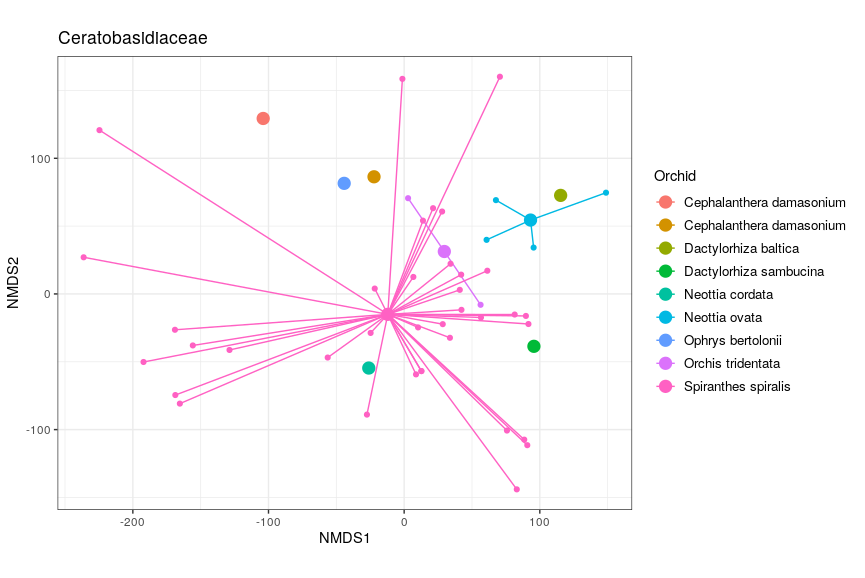 Ceratobasidiaceae
NMDS2
100
0
-100
-200
-100
0
100
NMDS1
Orchid
Cephalanthera damasonium
Cephalanthera damasonium
Dactylorhiza baltica
Dactylorhiza sambucina
Neottia cordata
Neottia ovata
Ophrys bertolonii
Orchis tridentata
Spiranthes spiralis